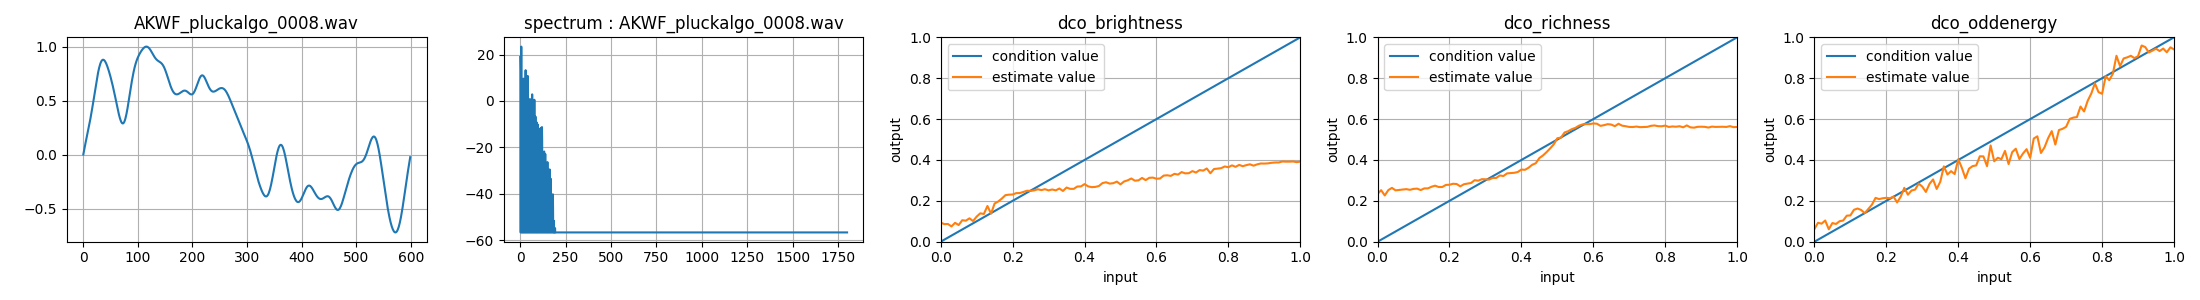 AKWF_pluckalgo_0008.wav
1.0
0.5
0.0
−0.5
0 100 200 300 400 500 600
spectrum : AKWF_pluckalgo_0008.wav
20
0
−20
−40
−60
0 250 500 750 1000 1250 1500 1750
dco_brightness
condition value
estimate value
output
1.0
0.8
0.6
0.4
0.2
0.0
0.0 0.2 0.4 0.6 0.8 1.0
input
dco_richness
condition value
estimate value
output
1.0
0.8
0.6
0.4
0.2
0.0
0.0 0.2 0.4 0.6 0.8 1.0
input
dco_oddenergy
condition value
estimate value
output
1.0
0.8
0.6
0.4
0.2
0.0
0.0 0.2 0.4 0.6 0.8 1.0
input